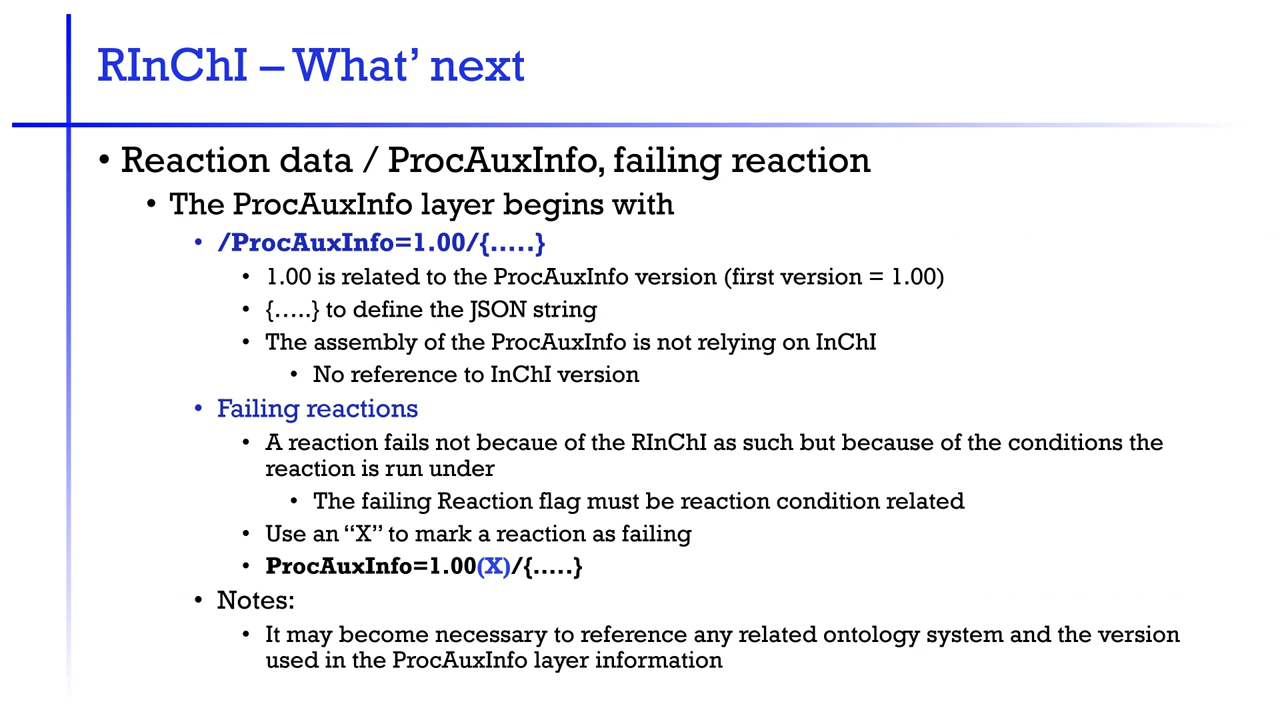 RInChI – What’ next
• Reaction data / ProcAuxInfo, failing reaction
• The ProcAuxInfo layer begins with
• /ProcAuxInfo=1.00/{.....}
• 1.00 is related to the ProcAuxInfo version (first version = 1.00)
• {.....} to define the JSON string
• The assembly of the ProcAuxInfo is not relying on InChI
• No reference to InChI version
• Failing reactions
• A reaction fails not becaue of the RInChI as such but because of the conditions the
reaction is run under
• The failing Reaction flag must be reaction condition related
• Use an “X” to mark a reaction as failing
• ProcAuxInfo=1.00(X)/{.....}
• Notes:
• It may become necessary to reference any related ontology system and the version
used in the ProcAuxInfo layer information